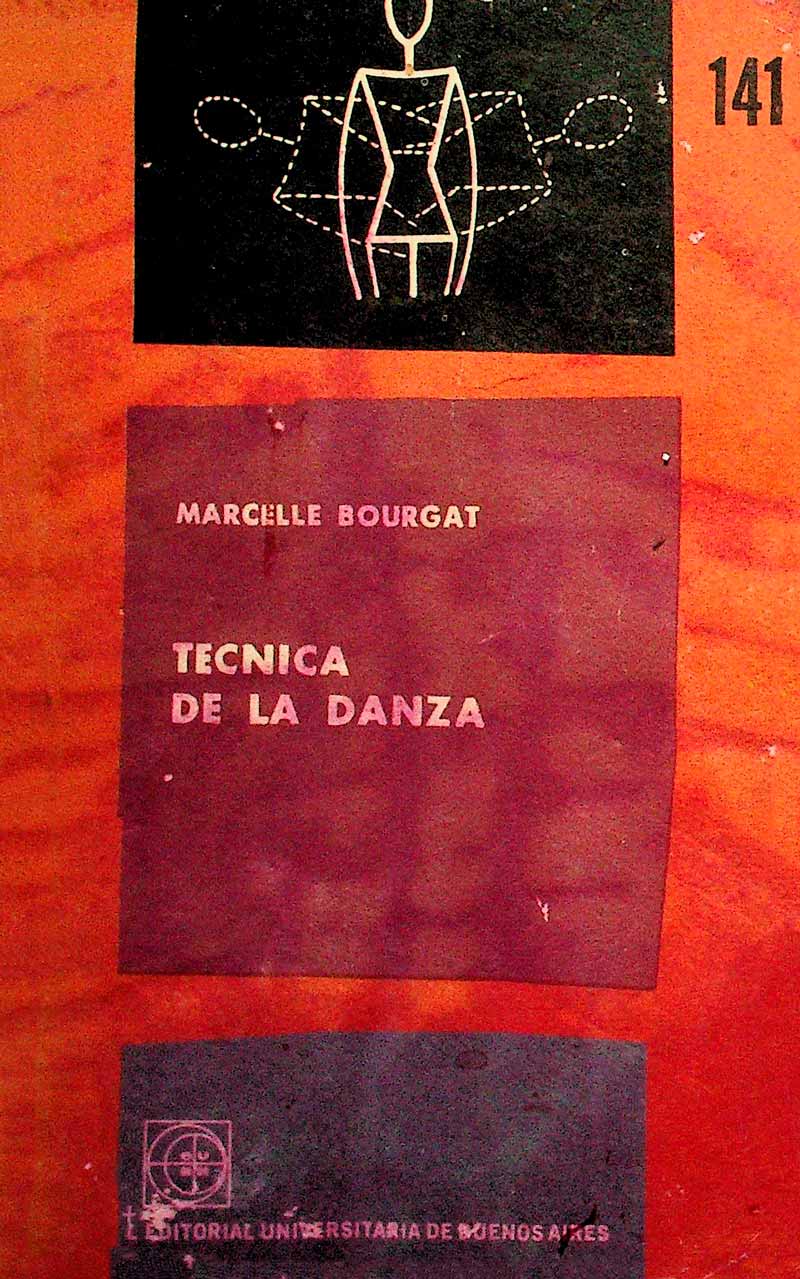 141
MARCELLE BOURGAT
TECNICA
DE LA DANZA
EDITORIAL UNIVERSITARIA DE BUENOS AIRES